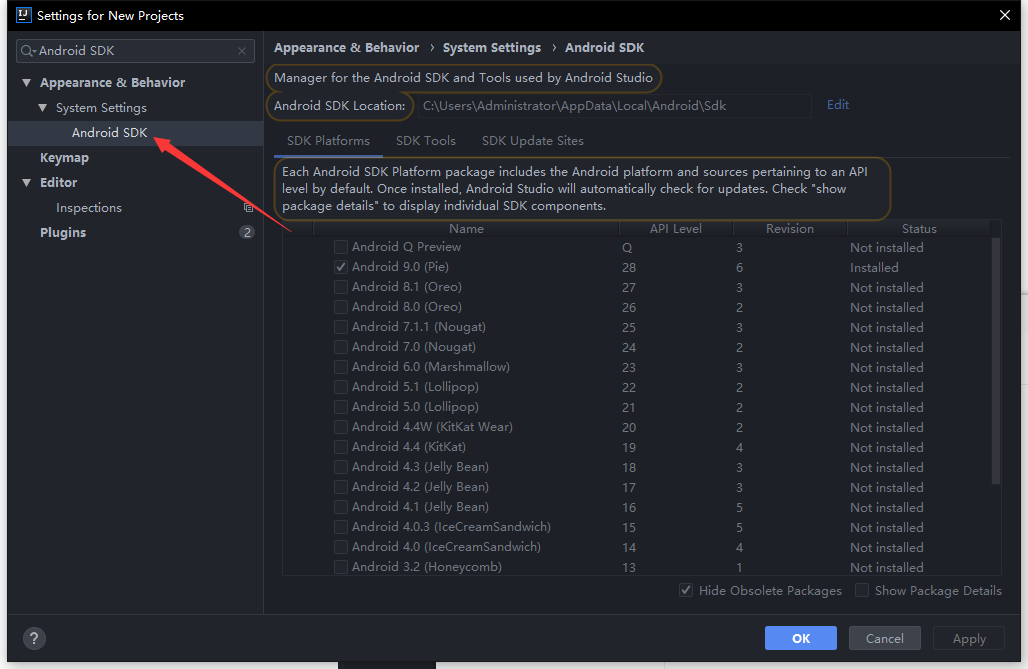 IJ Settings for New Projects
Android SDK
Appearance & Behavior › System Settings › Android SDK
Appearance & Behavior
System Settings
Android SDK
Keymap
Editor
Inspections
Plugins 2
Manager for the Android SDK and Tools used by Android Studio
Android SDK Location: C:\Users\Administrator\AppData\Local\Android\Sdk Edit
SDK Platforms SDK Tools SDK Update Sites
Each Android SDK Platform package includes the Android platform and sources pertaining to an API
level by default. Once installed, Android Studio will automatically check for updates. Check "show
package details" to display individual SDK components.
Name API Level Revision Status
Android Q Preview Q 3 Not installed
Android 9.0 (Pie) 28 6 Installed
Android 8.1 (Oreo) 27 3 Not installed
Android 8.0 (Oreo) 26 2 Not installed
Android 7.1.1 (Nougat) 25 3 Not installed
Android 7.0 (Nougat) 24 2 Not installed
Android 6.0 (Marshmallow) 23 3 Not installed
Android 5.1 (Lollipop) 22 2 Not installed
Android 5.0 (Lollipop) 21 2 Not installed
Android 4.4W (KitKat Wear) 20 2 Not installed
Android 4.4 (KitKat) 19 4 Not installed
Android 4.3 (Jelly Bean) 18 3 Not installed
Android 4.2 (Jelly Bean) 17 3 Not installed
Android 4.1 (Jelly Bean) 16 5 Not installed
Android 4.0.3 (IceCreamSandwich) 15 5 Not installed
Android 4.0 (IceCreamSandwich) 14 4 Not installed
Android 3.2 (Honeycomb) 13 1 Not installed
Hide Obsolete Packages Show Package Details
? OK Cancel Apply